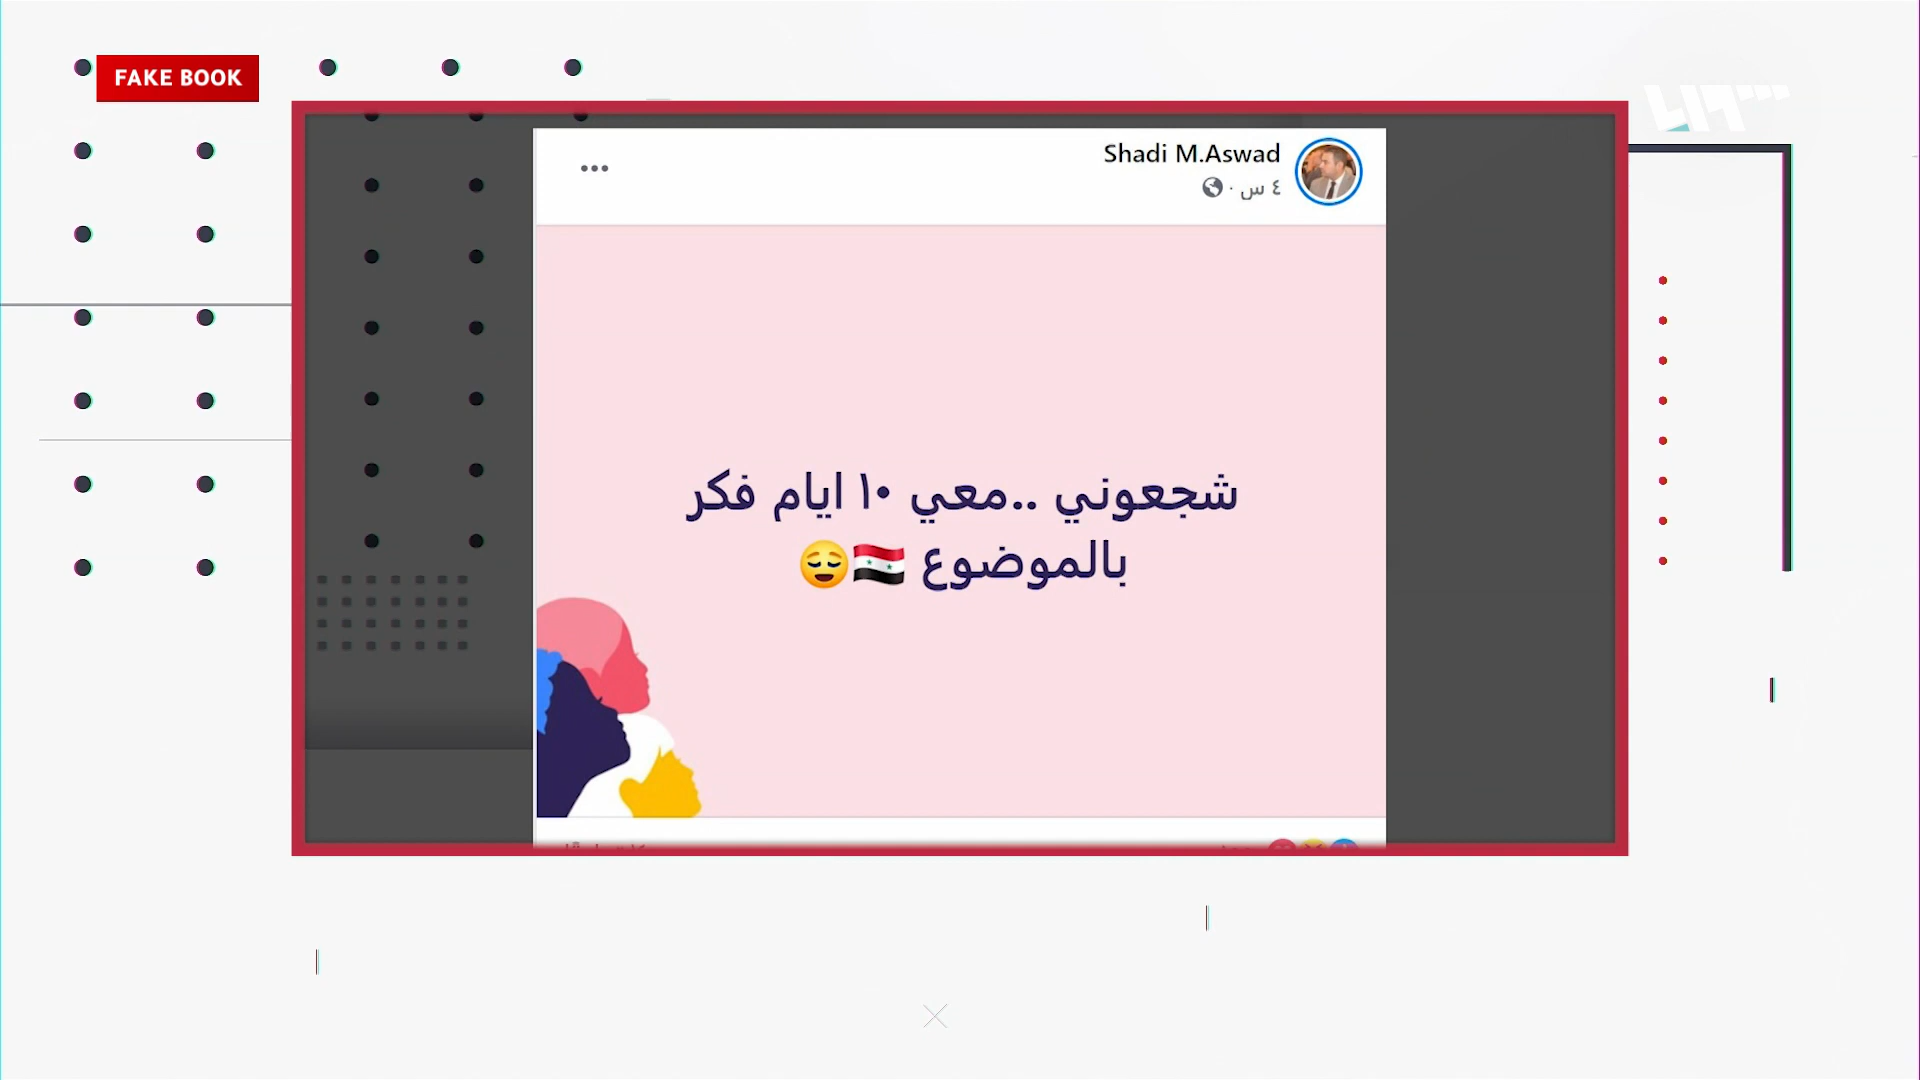 FAKE BOOK
Shadi M.Aswad
٤ س ·
شجعوني ..معي ١٠ ايام فكر
بالموضوع 🇸🇾😌